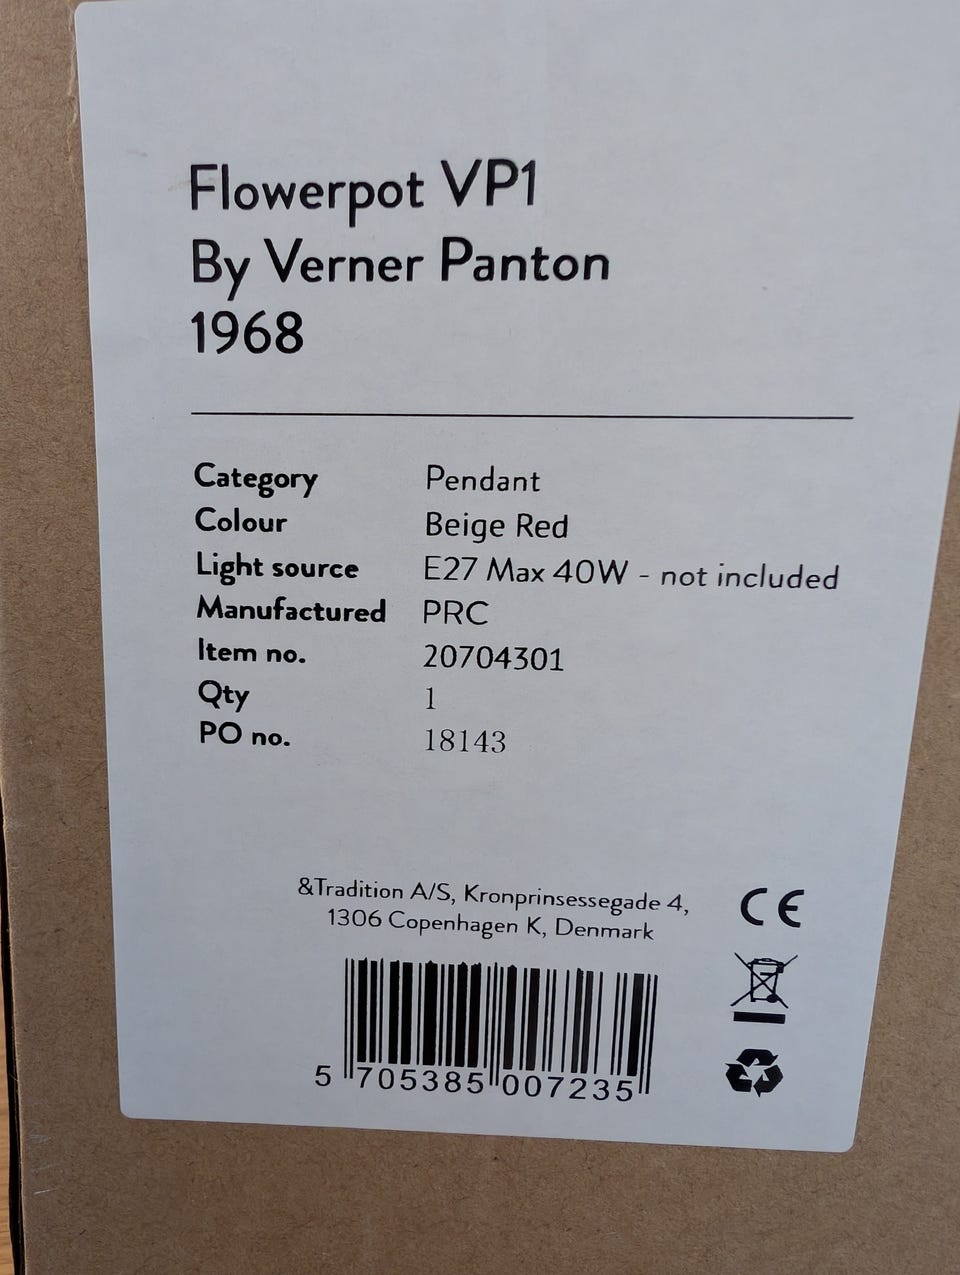 Flowerpot VP1
By Verner Panton
1968
Category Pendant
Colour Beige Red
Light source E27 Max 40W - not included
Manufactured PRC
Item no. 20704301
Qty 1
PO no. 18143
&Tradition A/S, Kronprinsessegade 4,
1306 Copenhagen K, Denmark
CE
5 705385 007235